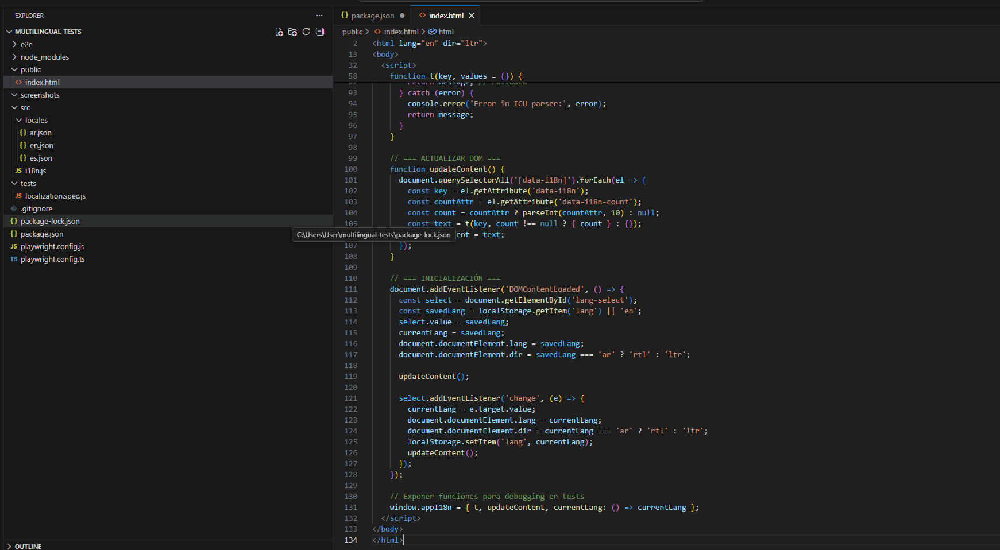 EXPLORER
MULTILINGUAL-TESTS
e2e
node_modules
public
index.html
screenshots
src
locales
{} ar.json
{} en.json
{} es.json
JS i18n.js
tests
JS localization.spec.js
.gitignore
{} package-lock.json
{} package.json
JS playwright.config.js
TS playwright.config.ts
OUTLINE
C:\Users\User\multilingual-tests\package-lock.json
{} package.json
<> index.html
public > <> index.html > html
2 <html lang="en" dir="ltr">
13 <body>
32 <script>
58 function t(key, values = {}) {
92 return message; // Fallback
93 } catch (error) {
94 console.error('Error in ICU parser:', error);
95 return message;
96 }
97 }
98
99 // === ACTUALIZAR DOM ===
100 function updateContent() {
101 document.querySelectorAll('[data-i18n]').forEach(el => {
102 const key = el.getAttribute('data-i18n');
103 const countAttr = el.getAttribute('data-i18n-count');
104 const count = countAttr ? parseInt(countAttr, 10) : null;
105 const text = t(key, count !== null ? { count } : {});
ent = text;
107 });
108 }
109
110 // === INICIALIZACIÓN ===
111 document.addEventListener('DOMContentLoaded', () => {
112 const select = document.getElementById('lang-select');
113 const savedLang = localStorage.getItem('lang') || 'en';
114 select.value = savedLang;
115 currentLang = savedLang;
116 document.documentElement.lang = savedLang;
117 document.documentElement.dir = savedLang === 'ar' ? 'rtl' : 'ltr';
118
119 updateContent();
120
121 select.addEventListener('change', (e) => {
122 currentLang = e.target.value;
123 document.documentElement.lang = currentLang;
124 document.documentElement.dir = currentLang === 'ar' ? 'rtl' : 'ltr';
125 localStorage.setItem('lang', currentLang);
126 updateContent();
127 });
128 });
129
130 // Exponer funciones para debugging en tests
131 window.appI18n = { t, updateContent, currentLang: () => currentLang };
132 </script>
133 </body>
134 </html>